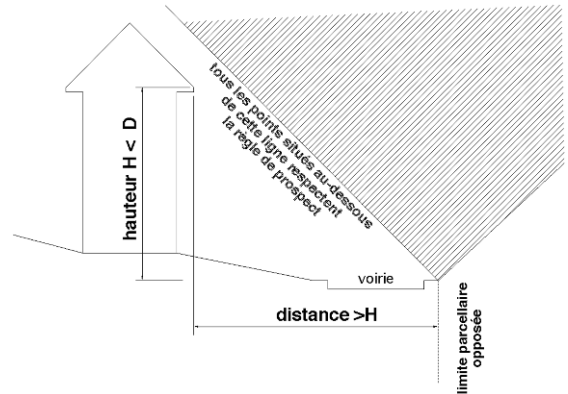 tous les points situés au-dessous
de cette ligne respectent
la règle de prospect
hauteur H < D
voirie
distance >H
limite parcellaire
opposée